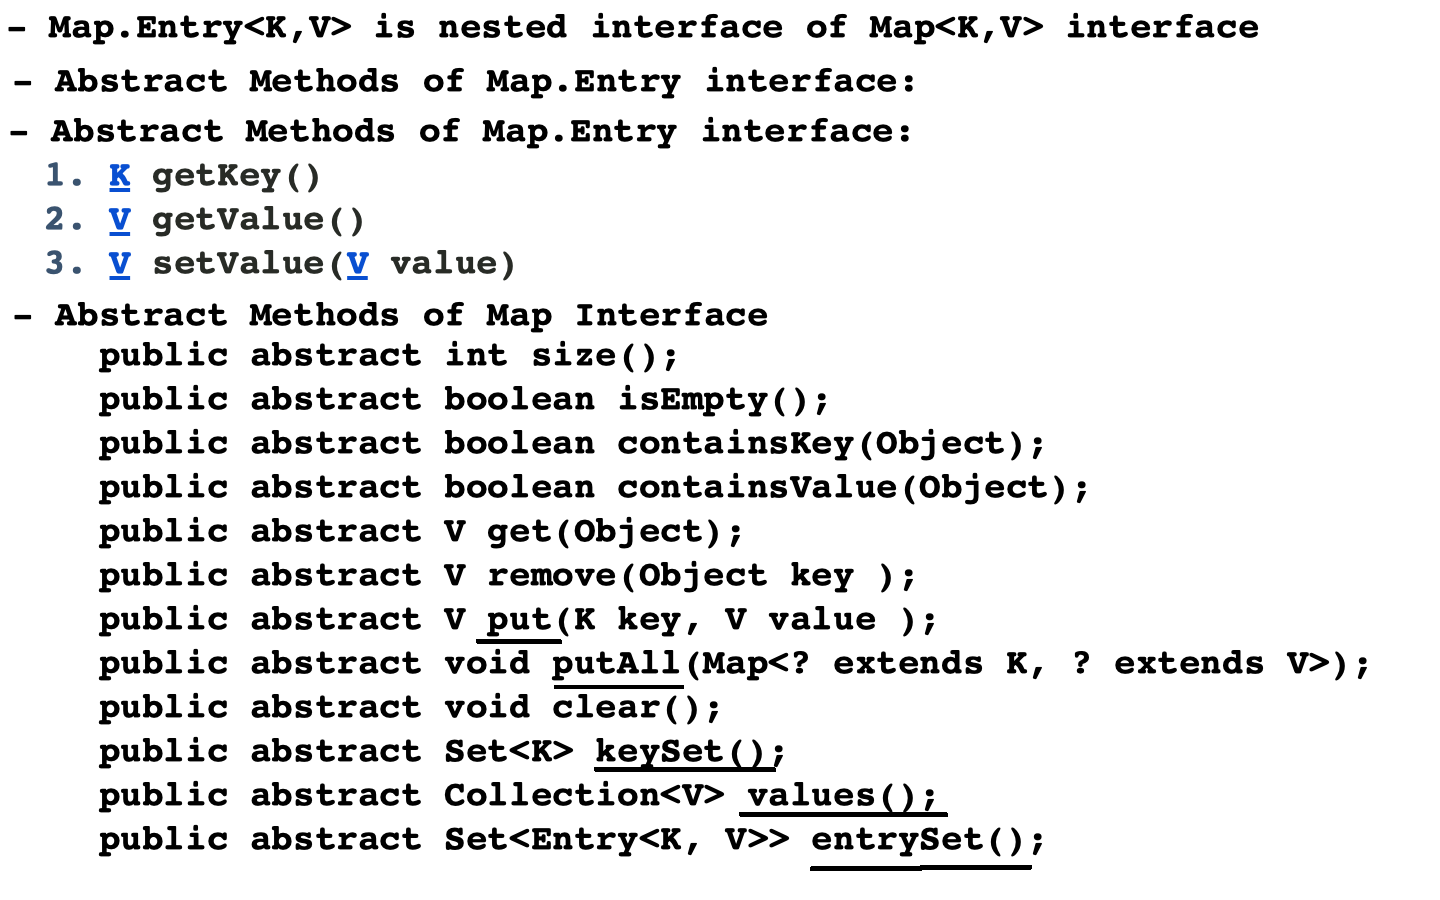 - Map.Entry<K,V> is nested interface of Map<K,V> interface
- Abstract Methods of Map.Entry interface:
- Abstract Methods of Map.Entry interface:
1. K getKey()
2. V getValue()
3. V setValue(V value)
- Abstract Methods of Map Interface
public abstract int size();
public abstract boolean isEmpty();
public abstract boolean containsKey(Object);
public abstract boolean containsValue(Object);
public abstract V get(Object);
public abstract V remove(Object key );
public abstract V put(K key, V value );
public abstract void putAll(Map<? extends K, ? extends V>);
public abstract void clear();
public abstract Set<K> keySet();
public abstract Collection<V> values();
public abstract Set<Entry<K, V>> entrySet();